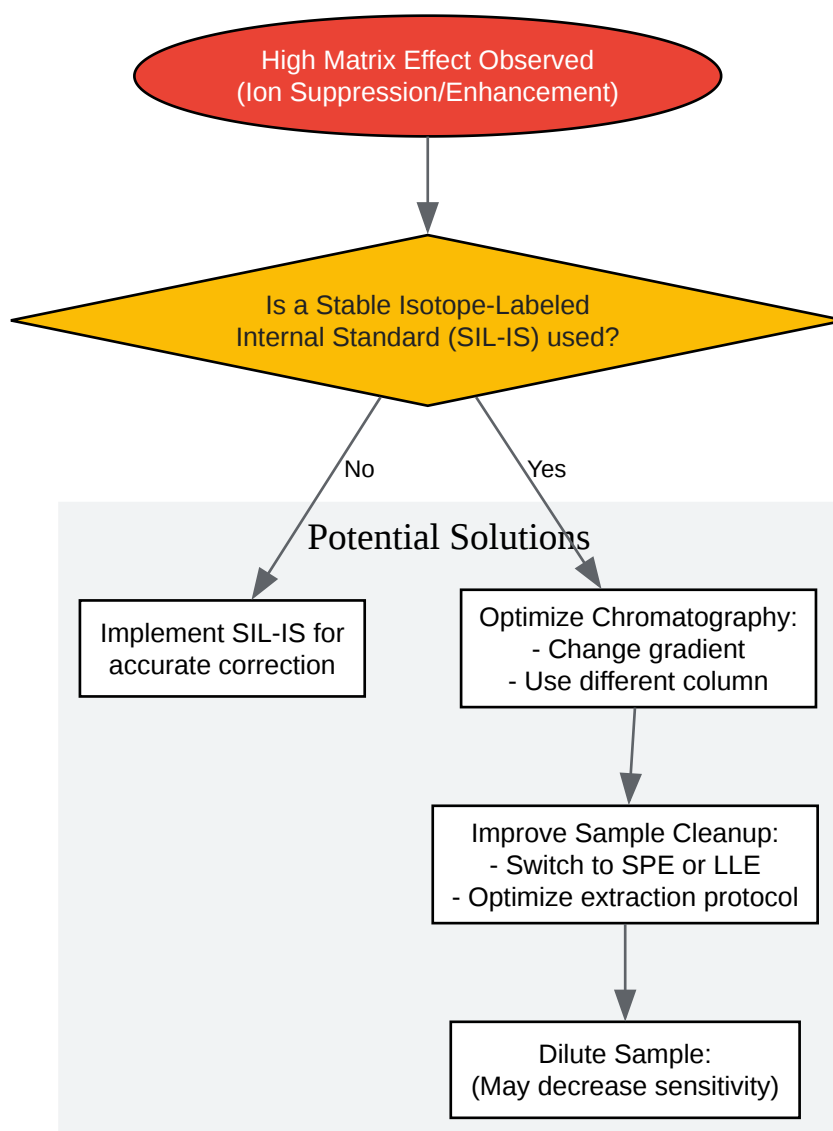 High Matrix Effect Observed
(Ion Suppression/Enhancement)
Is a Stable Isotope-Labeled
Internal Standard (SIL-IS) used?
No
Yes
Potential Solutions
Implement SIL-IS for
accurate correction
Optimize Chromatography:
- Change gradient
- Use different column
Improve Sample Cleanup:
- Switch to SPE or LLE
- Optimize extraction protocol
Dilute Sample:
(May decrease sensitivity)